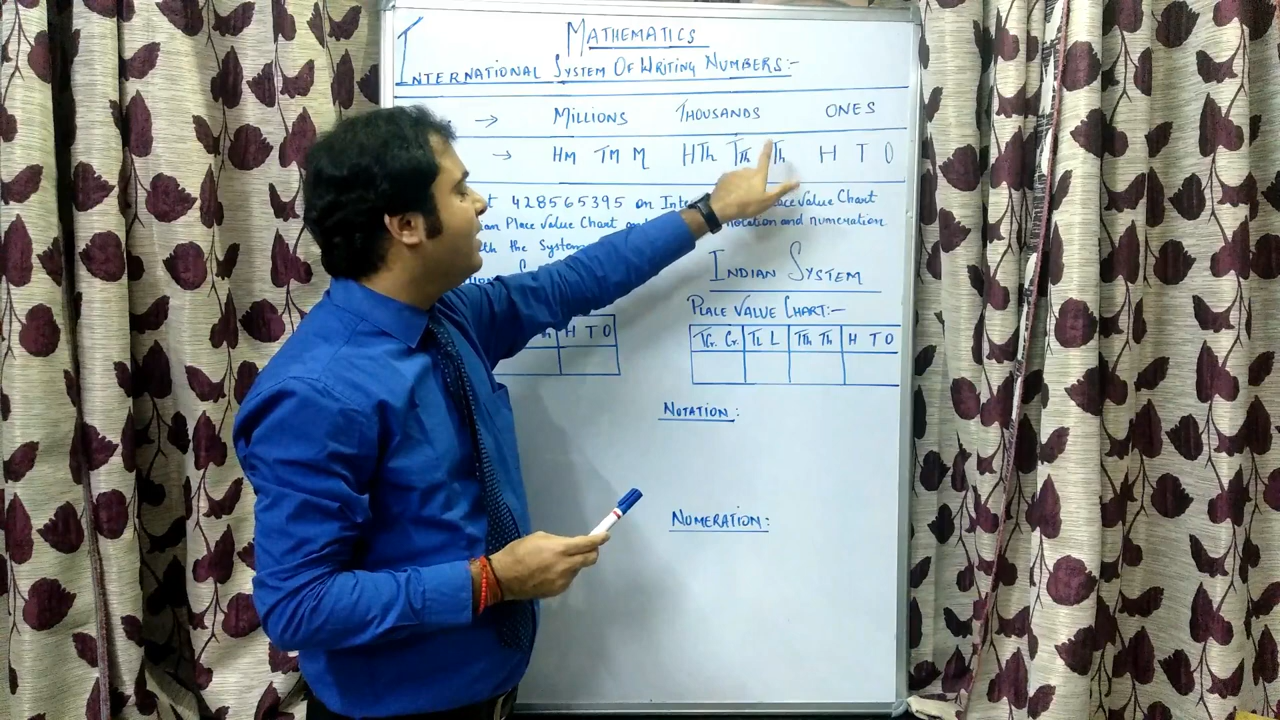 MATHEMATICS
INTERNATIONAL SYSTEM OF WRITING NUMBERS:-
→ MILLIONS THOUSANDS ONES
→ HM TM M HTh TTh Th H T O
428565395 on Place Value Chart
Place Value Chart notation and numeration
the System
INDIAN SYSTEM
PLACE VALUE CHART:-
H T O
TCr. Cr. TL L TTh Th H T O
NOTATION:
NUMERATION: